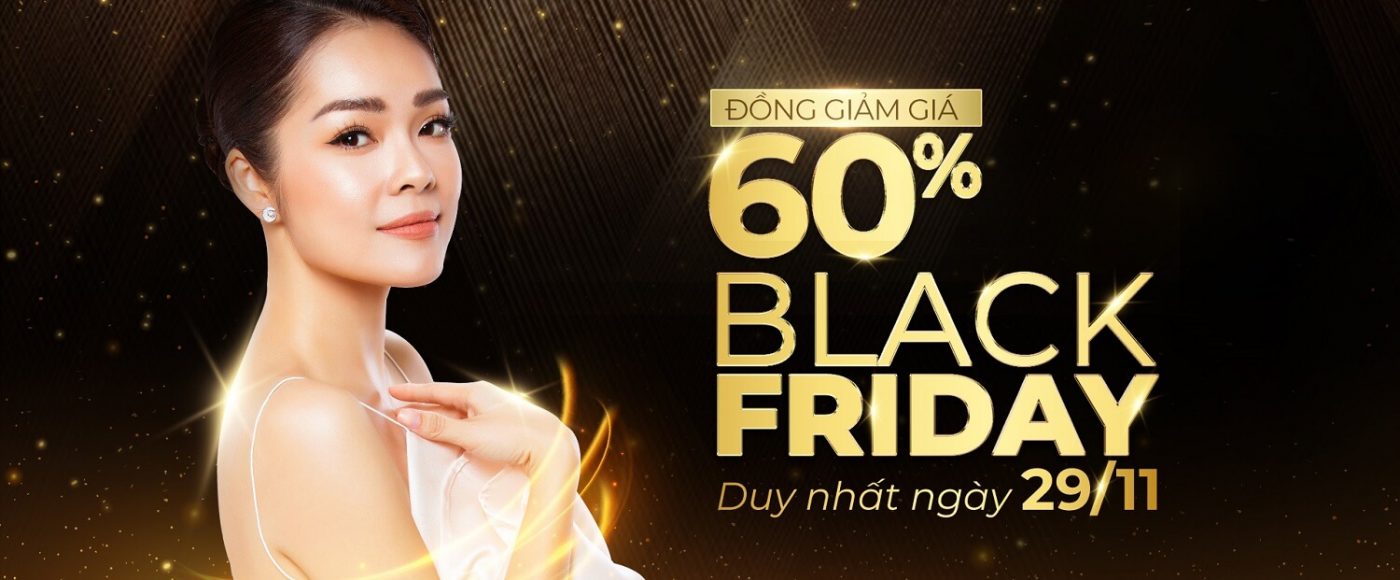 ĐỒNG GIẢM GIÁ
60%
BLACK
FRIDAY
Duy nhất ngày 29/11